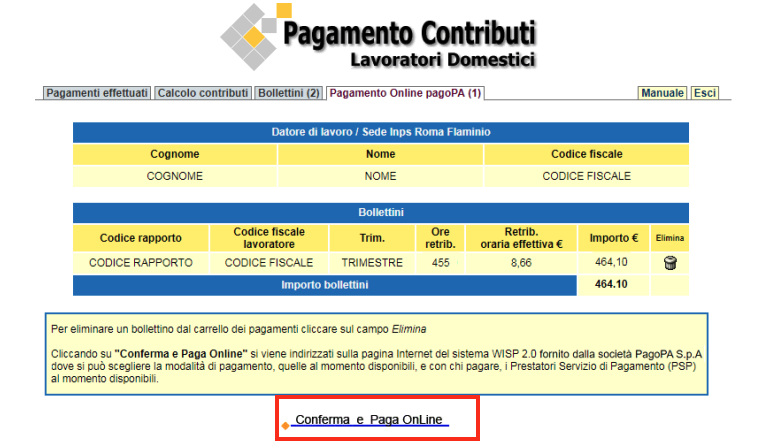 Pagamento Contributi
Lavoratori Domestici
Pagamenti effettuati Calcolo contributi Bollettini (2) Pagamento Online pagoPA (1) Manuale Esci
Datore di lavoro / Sede Inps Roma Flaminio
Cognome Nome Codice fiscale
COGNOME NOME CODICE FISCALE
Bollettini
Codice rapporto Codice fiscale lavoratore Trim. Ore retrib. Retrib. oraria effettiva € Importo € Elimina
CODICE RAPPORTO CODICE FISCALE TRIMESTRE 455 8,66 464,10
Importo bollettini 464.10
Per eliminare un bollettino dal carrello dei pagamenti cliccare sul campo Elimina
Cliccando su "Conferma e Paga Online" si viene indirizzati sulla pagina Internet del sistema WISP 2.0 fornito dalla società PagoPA S.p.A
dove si può scegliere la modalità di pagamento, quelle al momento disponibili, e con chi pagare, i Prestatori Servizio di Pagamento (PSP)
al momento disponibili.
Conferma e Paga OnLine